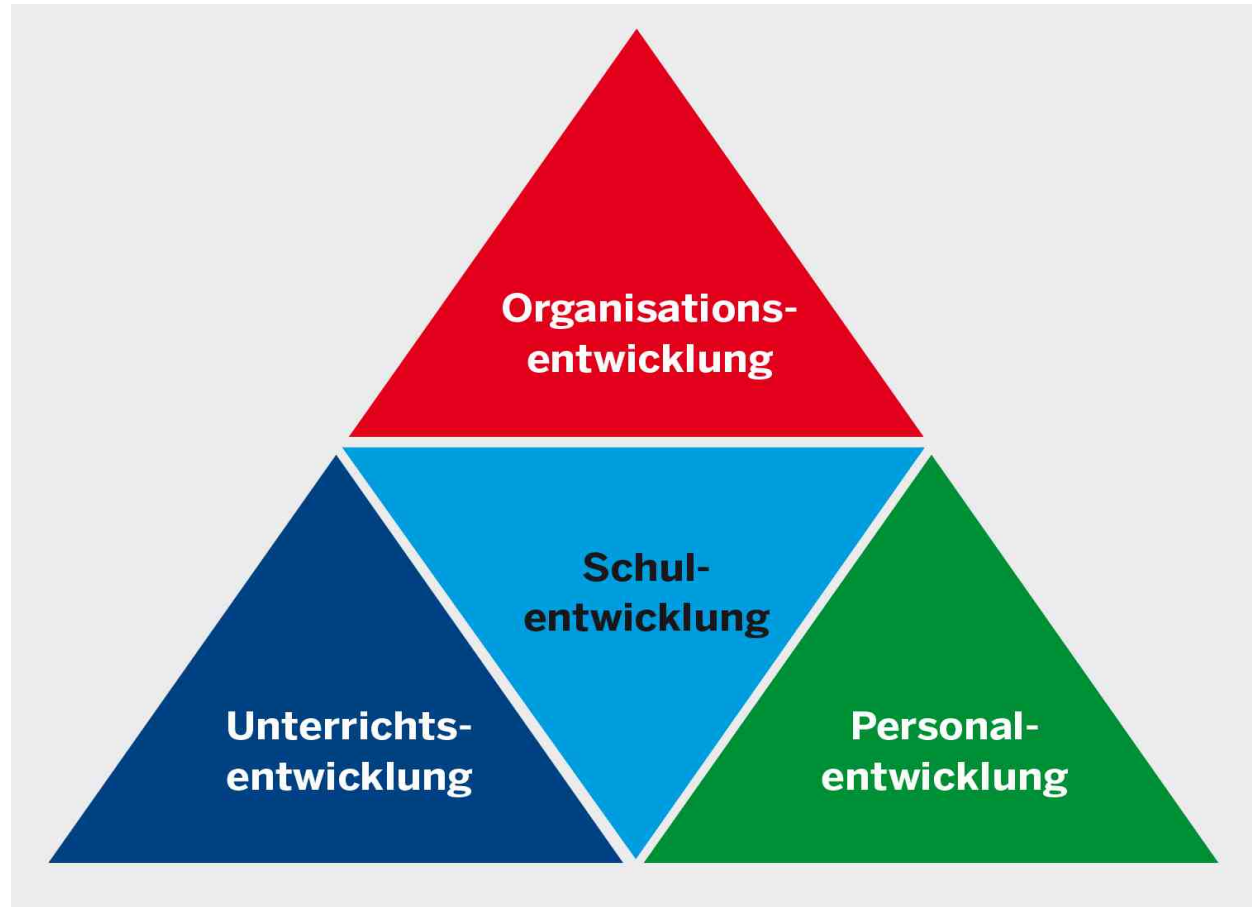 Organisations-
entwicklung
Schul-
entwicklung
Unterrichts-
entwicklung
Personal-
entwicklung